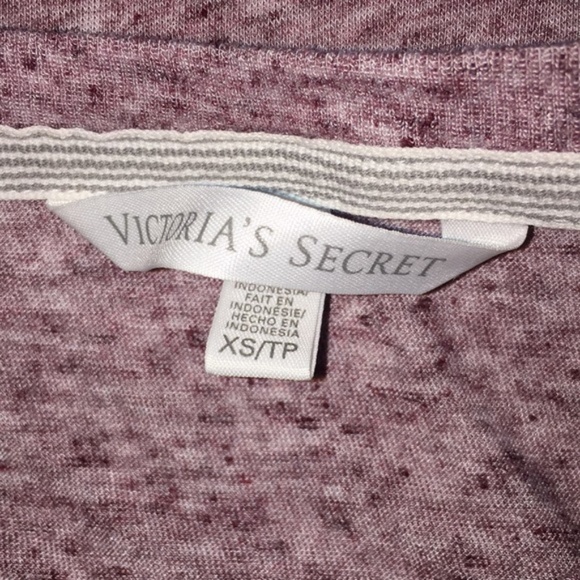 VICTORIA'S SECRET
INDONESIA/
FAIT EN
INDONÉSIE/
HECHO EN
INDONESIA
XS/TP